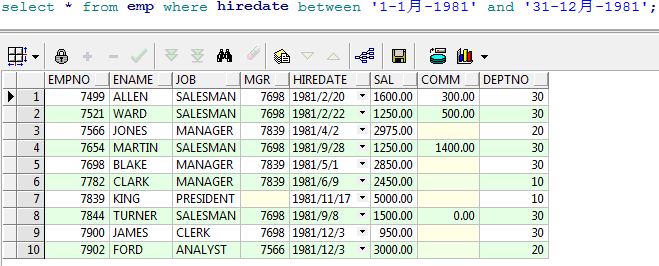 select * from emp where hiredate between '1-1月-1981' and '31-12月-1981';
EMPNO ENAME JOB MGR HIREDATE SAL COMM DEPTNO
1 7499 ALLEN SALESMAN 7698 1981/2/20 1600.00 300.00 30
2 7521 WARD SALESMAN 7698 1981/2/22 1250.00 500.00 30
3 7566 JONES MANAGER 7839 1981/4/2 2975.00 20
4 7654 MARTIN SALESMAN 7698 1981/9/28 1250.00 1400.00 30
5 7698 BLAKE MANAGER 7839 1981/5/1 2850.00 30
6 7782 CLARK MANAGER 7839 1981/6/9 2450.00 10
7 7839 KING PRESIDENT 1981/11/17 5000.00 10
8 7844 TURNER SALESMAN 7698 1981/9/8 1500.00 0.00 30
9 7900 JAMES CLERK 7698 1981/12/3 950.00 30
10 7902 FORD ANALYST 7566 1981/12/3 3000.00 20